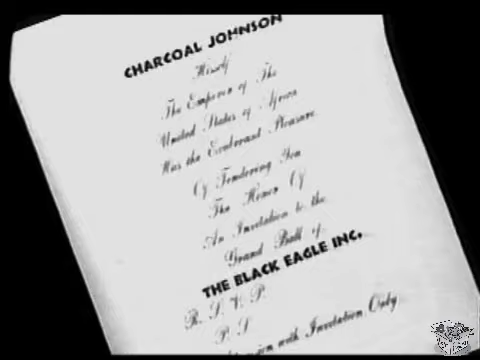 CHARCOAL JOHNSON
Hisself
The Emperor of The
United States of Africa
Has the Exuberant Pleasure
Of Tendering You
The Honor Of
An Invitation to the
Grand Ball of
THE BLACK EAGLE INC.
R. S. V. P.
P. S.
with Invitation Only